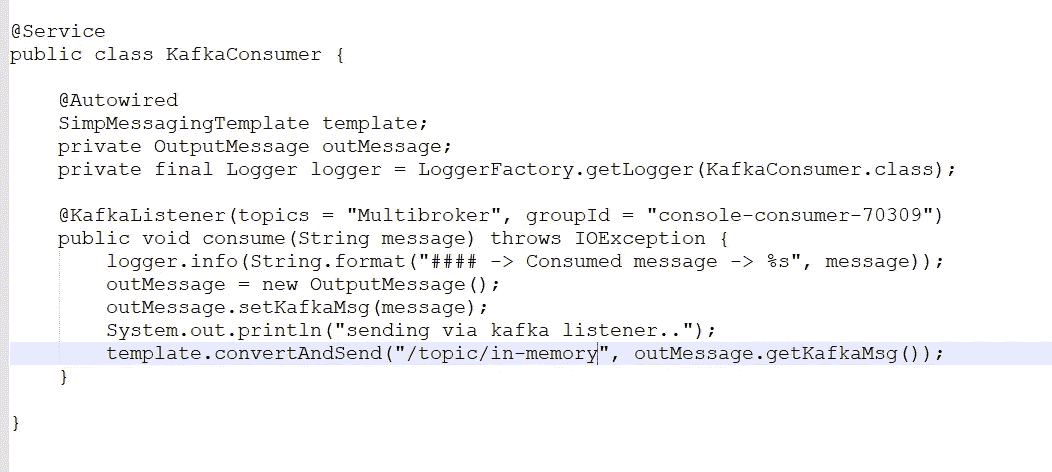 @Service
public class KafkaConsumer {
@Autowired
SimpMessagingTemplate template;
private OutputMessage outMessage;
private final Logger logger = LoggerFactory.getLogger(KafkaConsumer.class);
@KafkaListener(topics = "Multibroker", groupId = "console-consumer-70309")
public void consume(String message) throws IOException {
logger.info(String.format("#### -> Consumed message -> %s", message));
outMessage = new OutputMessage();
outMessage.setKafkaMsg(message);
System.out.println("sending via kafka listener..");
template.convertAndSend("/topic/in-memory", outMessage.getKafkaMsg());
}
}